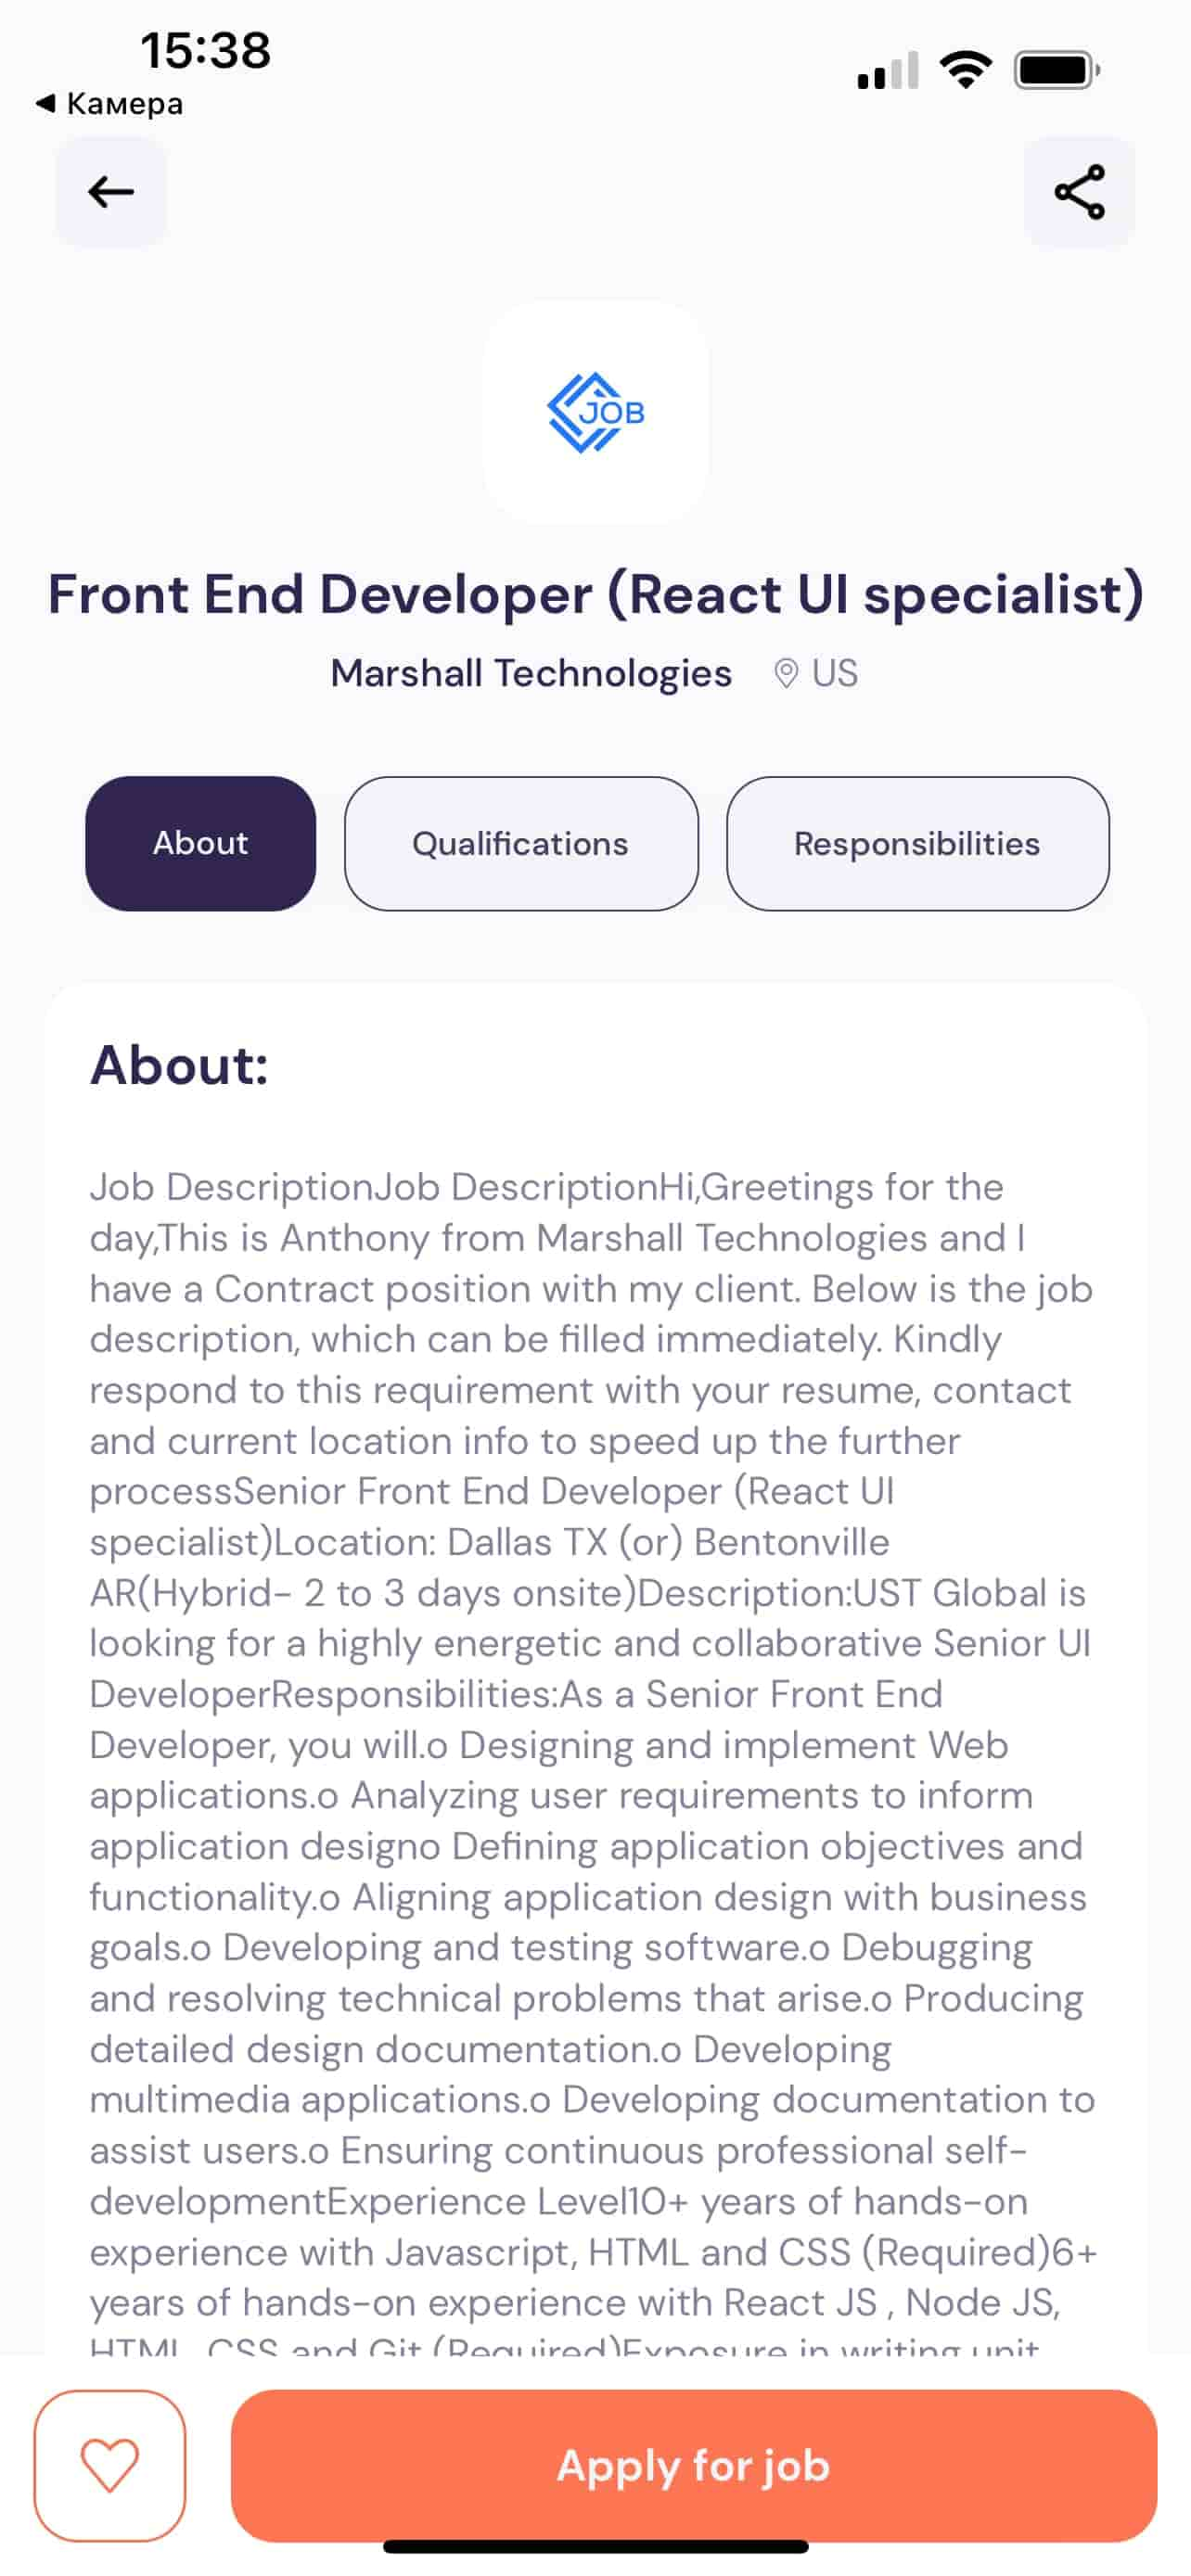 15:38
◀ Камера
JOB
Front End Developer (React UI specialist)
Marshall Technologies US
About Qualifications Responsibilities
About:
Job DescriptionJob DescriptionHi,Greetings for the
day,This is Anthony from Marshall Technologies and I
have a Contract position with my client. Below is the job
description, which can be filled immediately. Kindly
respond to this requirement with your resume, contact
and current location info to speed up the further
processSenior Front End Developer (React UI
specialist)Location: Dallas TX (or) Bentonville
AR(Hybrid- 2 to 3 days onsite)Description:UST Global is
looking for a highly energetic and collaborative Senior UI
DeveloperResponsibilities:As a Senior Front End
Developer, you will.o Designing and implement Web
applications.o Analyzing user requirements to inform
application designo Defining application objectives and
functionality.o Aligning application design with business
goals.o Developing and testing software.o Debugging
and resolving technical problems that arise.o Producing
detailed design documentation.o Developing
multimedia applications.o Developing documentation to
assist users.o Ensuring continuous professional self-
developmentExperience Level10+ years of hands-on
experience with Javascript, HTML and CSS (Required)6+
years of hands-on experience with React JS , Node JS,
HTML, CSS and Git (Required)Exposure in writing unit
Apply for job